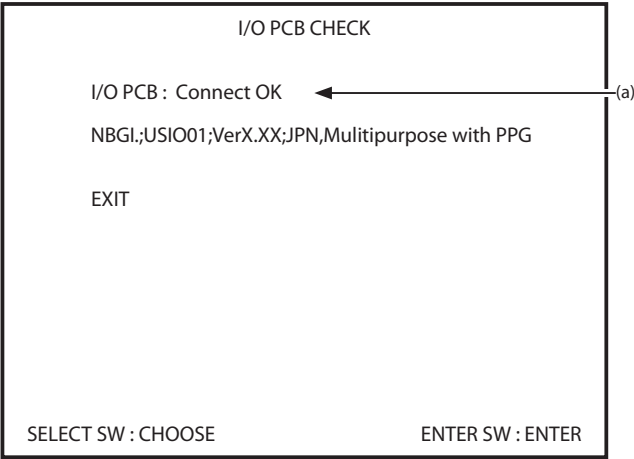 I/O PCB CHECK
I/O PCB : Connect OK
(a)
NBGI.;USIO01;VerX.XX;JPN,Mulitipurpose with PPG
EXIT
SELECT SW : CHOOSE
ENTER SW : ENTER